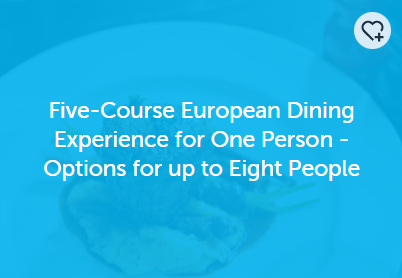 Five-Course European Dining
Experience for One Person -
Options for up to Eight People